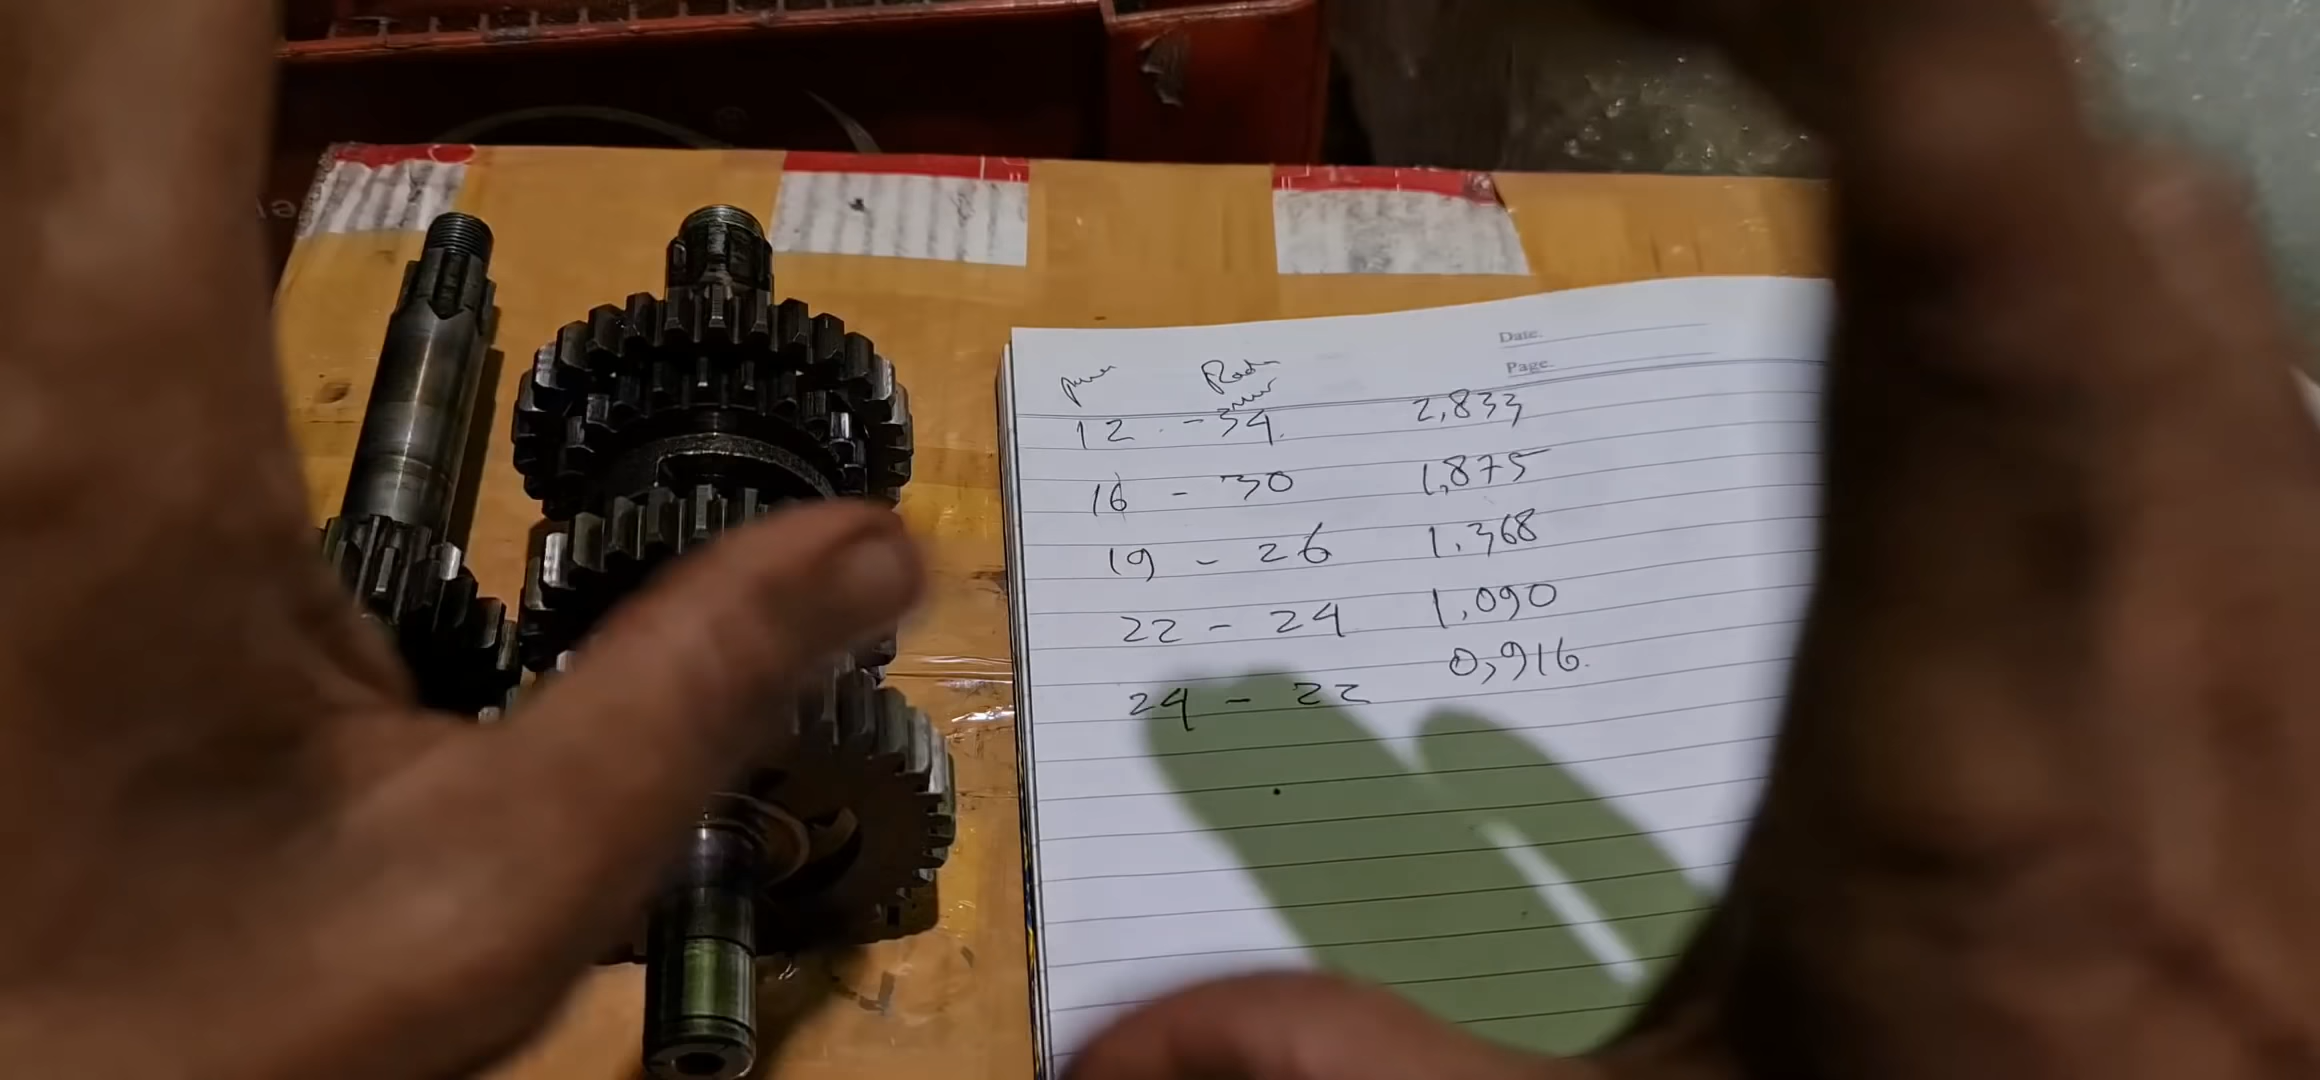 Date.
Page.
12 - 34. 2,833
16 - 30 1,875
19 - 26 1.368
22 - 24 1,090
24 - 22 0,916.